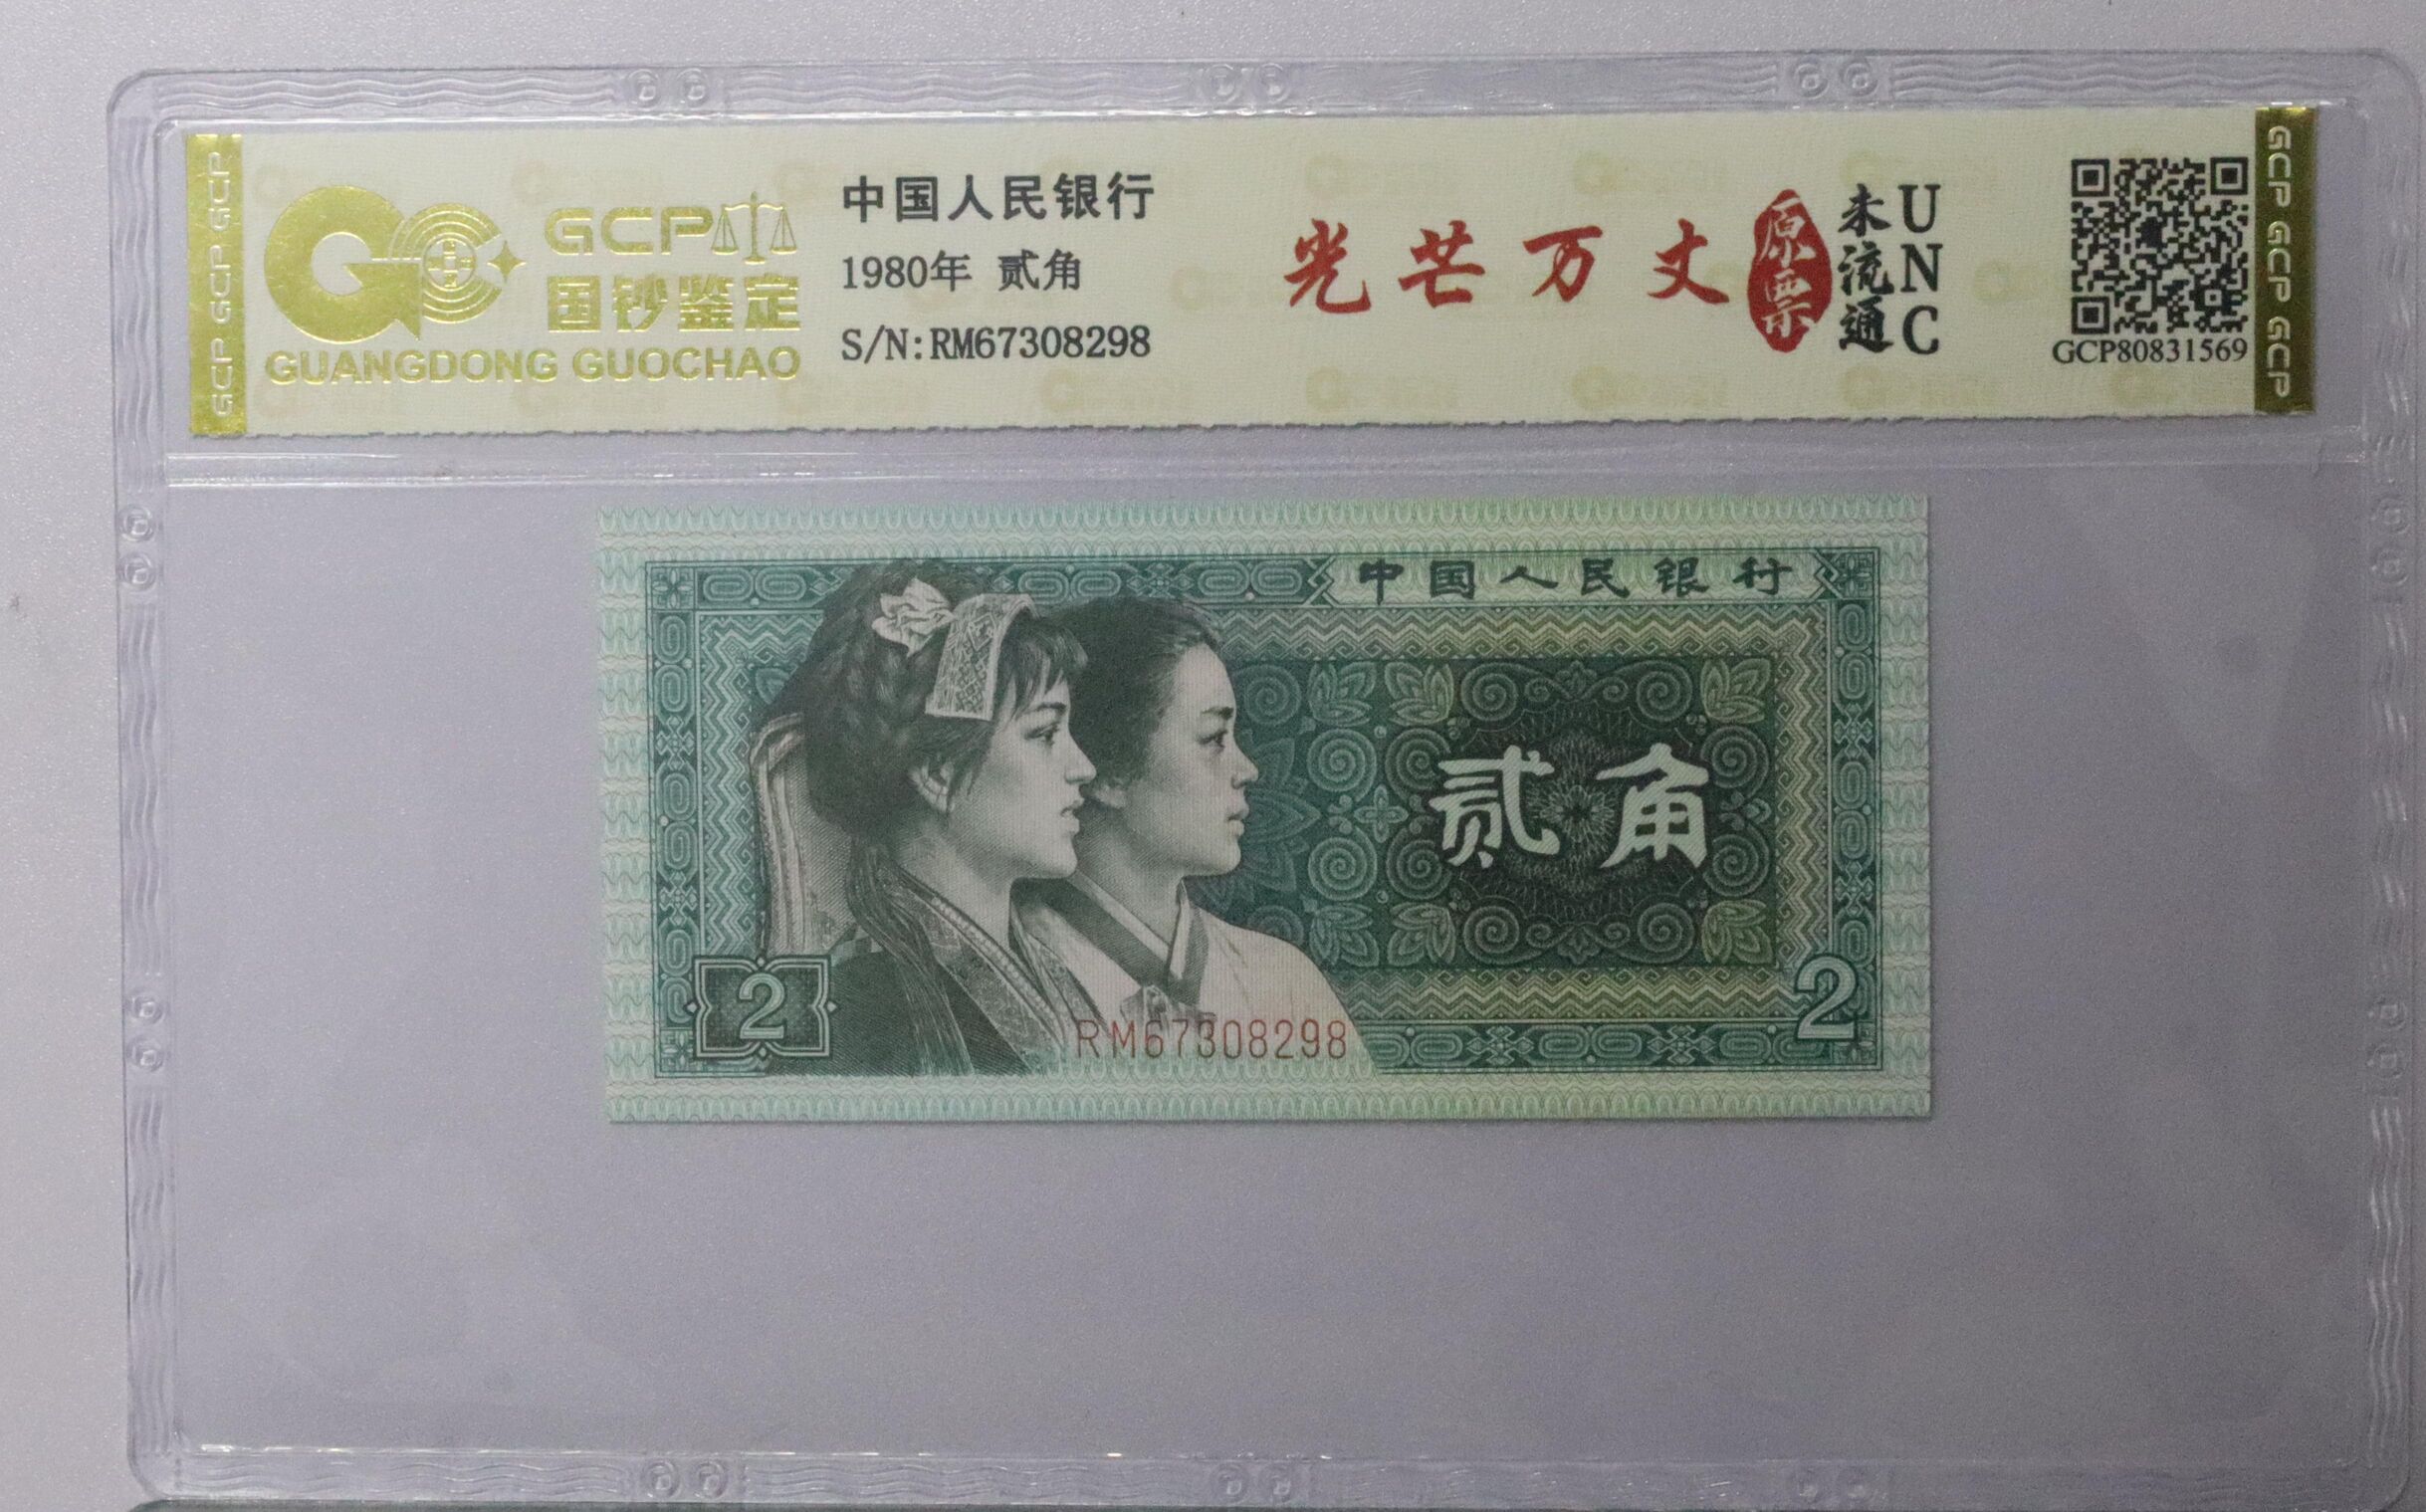 GCP GCP GCP
GCP
国钞鉴定
GUANGDONG GUOCHAO
中国人民银行
1980年 贰角
S/N:RM67308298
光芒万丈
原票
未流通
UNC
GCP80831569
GCP GCP GCP
中国人民银行
贰角
2
2
RM67308298